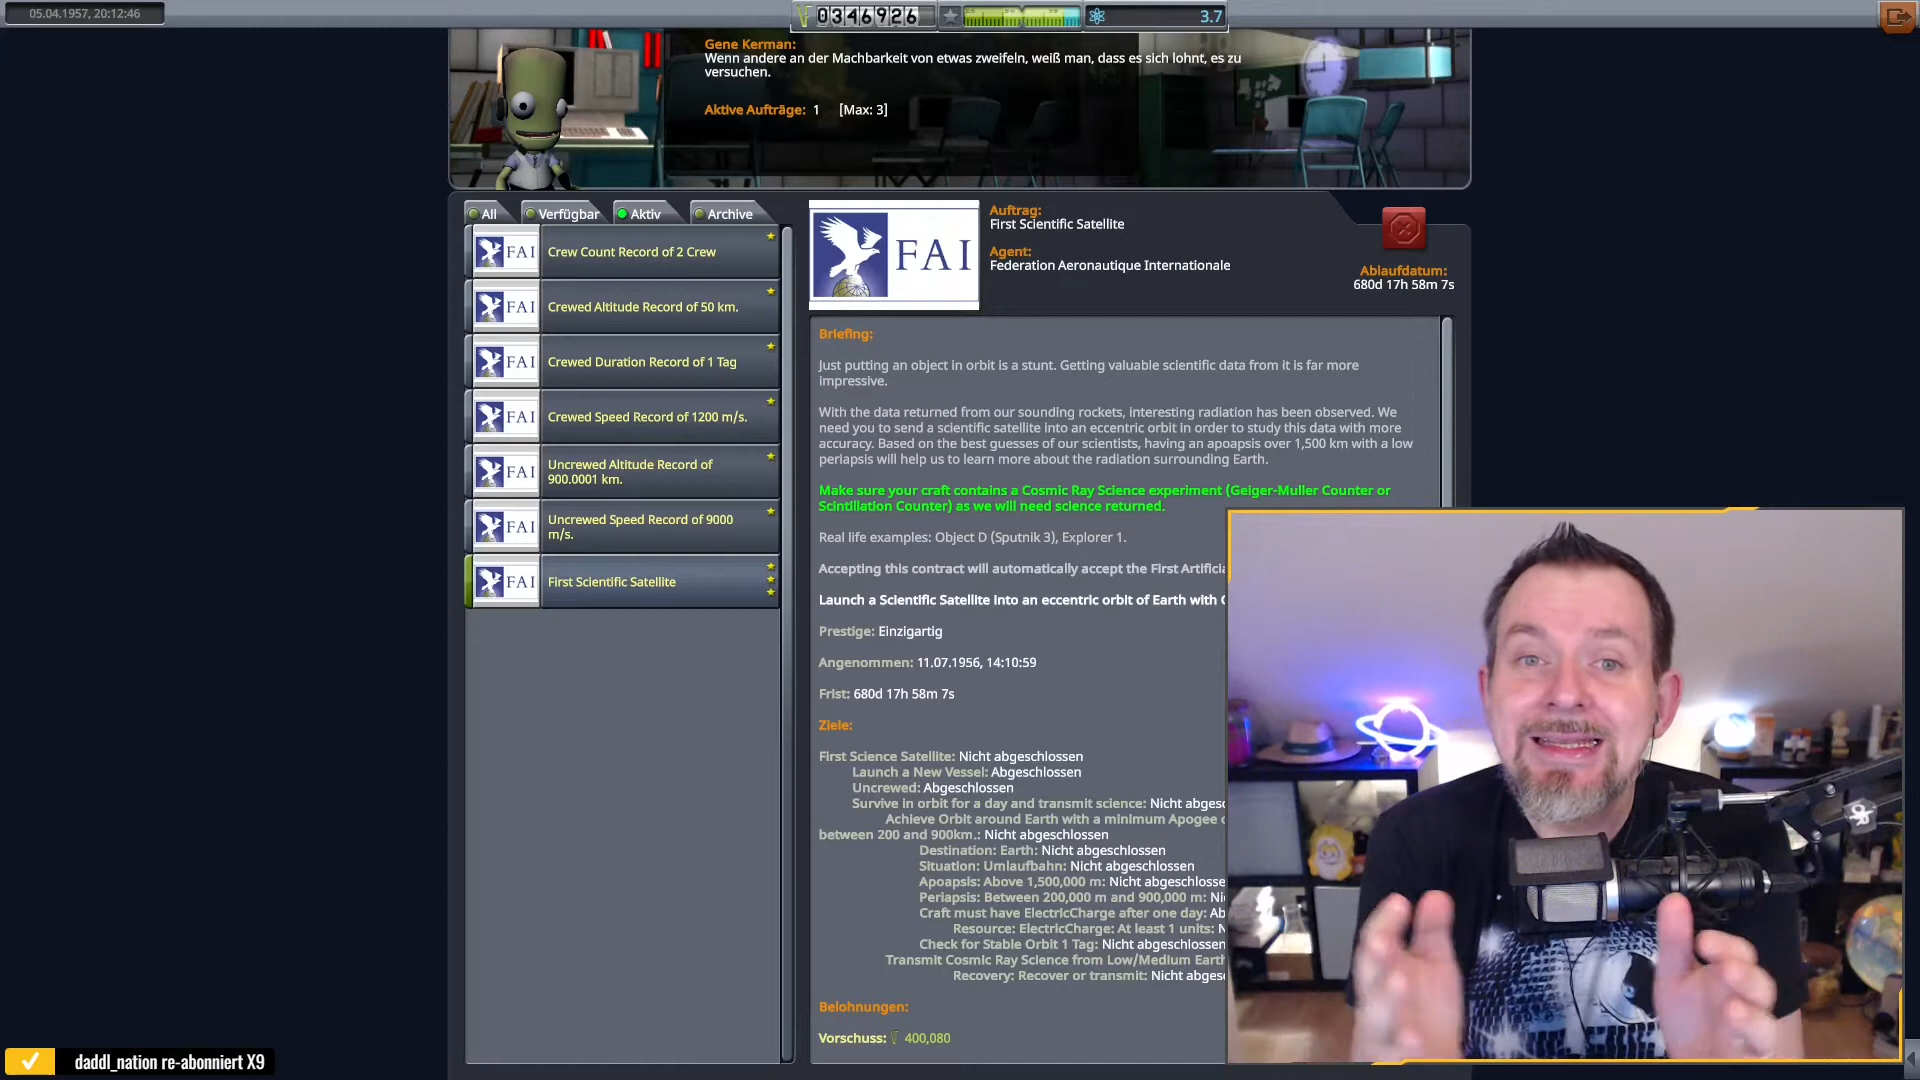 05.04.1957, 20:12:46
0346926
3.7
Gene Kerman:
Wenn andere an der Machbarkeit von etwas zweifeln, weiß man, dass es sich lohnt, es zu
versuchen.
Aktive Aufträge: 1 [Max: 3]
All
Verfügbar
Aktiv
Archive
FAI
Crew Count Record of 2 Crew
FAI
Crewed Altitude Record of 50 km.
FAI
Crewed Duration Record of 1 Tag
FAI
Crewed Speed Record of 1200 m/s.
FAI
Uncrewed Altitude Record of
900.0001 km.
FAI
Uncrewed Speed Record of 9000
m/s.
FAI
First Scientific Satellite
FAI
Auftrag:
First Scientific Satellite
Agent:
Federation Aeronautique Internationale
Ablaufdatum:
680d 17h 58m 7s
Briefing:
Just putting an object in orbit is a stunt. Getting valuable scientific data from it is far more
impressive.
With the data returned from our sounding rockets, interesting radiation has been observed. We
need you to send a scientific satellite into an eccentric orbit in order to study this data with more
accuracy. Based on the best guesses of our scientists, having an apoapsis over 1,500 km with a low
periapsis will help us to learn more about the radiation surrounding Earth.
Make sure your craft contains a Cosmic Ray Science experiment (Geiger-Muller Counter or
Scintillation Counter) as we will need science returned.
Real life examples: Object D (Sputnik 3), Explorer 1.
Accepting this contract will automatically accept the First Artificia
Launch a Scientific Satellite into an eccentric orbit of Earth with
Prestige: Einzigartig
Angenommen: 11.07.1956, 14:10:59
Frist: 680d 17h 58m 7s
Ziele:
First Science Satellite: Nicht abgeschlossen
Launch a New Vessel: Abgeschlossen
Uncrewed: Abgeschlossen
Survive in orbit for a day and transmit science: Nicht abgesc
Achieve Orbit around Earth with a minimum Apogee
between 200 and 900km.: Nicht abgeschlossen
Destination: Earth: Nicht abgeschlossen
Situation: Umlaufbahn: Nicht abgeschlossen
Apoapsis: Above 1,500,000 m: Nicht abgeschlosse
Periapsis: Between 200,000 m and 900,000 m: Ni
Craft must have ElectricCharge after one day: Ab
Resource: ElectricCharge: At least 1 units: N
Check for Stable Orbit 1 Tag: Nicht abgeschlossen
Transmit Cosmic Ray Science from Low/Medium Earth
Recovery: Recover or transmit: Nicht abges
Belohnungen:
Vorschuss: 400,080
daddl_nation re-abonniert X9